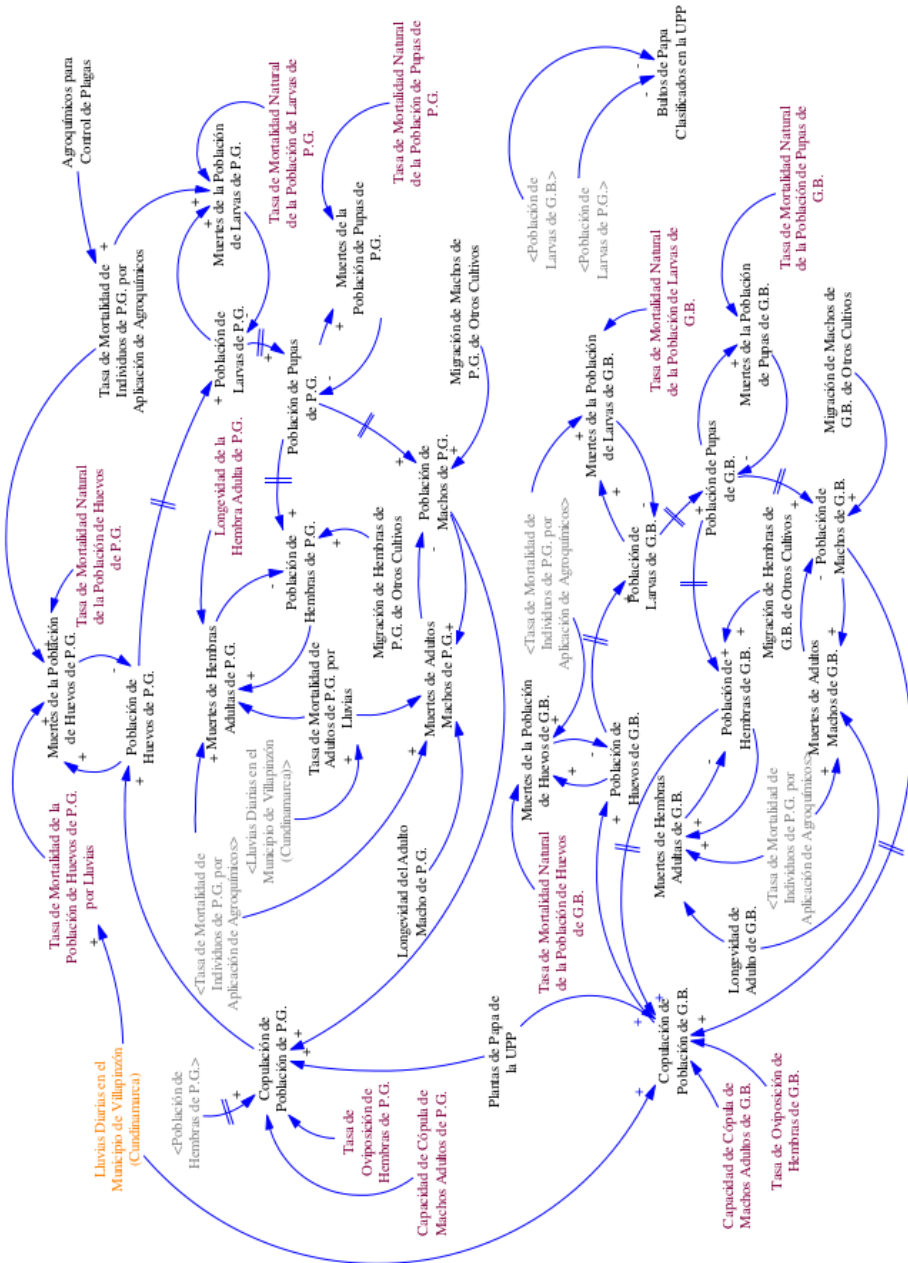 Lluvias Diarias en el
Municipio de Villapinzón
(Cundinamarca)
Tasa de Mortalidad de la
Población de Huevos de P.G.
por Lluvias
Muertes de la Población
de Huevos de P.G.
Tasa de Mortalidad Natural
de la Población de Huevos
de P.G.
Tasa de Mortalidad de
Individuos de P.G. por
Aplicación de Agroquímicos
Agroquímicos para
Control de Plagas
<Población de
Hembras de P.G.>
Población de
Huevos de P.G.
Población de
Larvas de P.G.
Muertes de la Población
de Larvas de P.G.
Tasa de Mortalidad Natural
de la Población de Larvas de
P.G.
Copulación de
Población de P.G.
<Tasa de Mortalidad de
Individuos de P.G. por
Aplicación de Agroquímicos>
Muertes de Hembras
Adultas de P.G.
Longevidad de la
Hembra Adulta de P.G.
Población de
Hembras de P.G.
Población de Pupas
de P.G.
Muertes de la
Población de Pupas de
P.G.
Tasa de Mortalidad Natural
de la Población de Pupas de
P.G.
Tasa de
Oviposición de
Hembras de P.G.
<Lluvias Diarias en el
Municipio de Villapinzón
(Cundinamarca)>
Tasa de Mortalidad de
Adultos de P.G. por
Lluvias
Migración de Hembras de
P.G. de Otros Cultivos
Capacidad de Cópula de
Machos Adultos de P.G.
Longevidad del Adulto
Macho de P.G.
Muertes de Adultos
Machos de P.G.
Población de
Machos de P.G.
Migración de Machos de
P.G. de Otros Cultivos
Plantas de Papa de
la UPP
Tasa de Mortalidad Natural
de la Población de Huevos
de G.B.
Muertes de la Población
de Huevos de G.B.
<Tasa de Mortalidad de
Individuos de P.G. por
Aplicación de Agroquímicos>
Muertes de la Población
de Larvas de G.B.
<Población de
Larvas de G.B.>
<Población de
Larvas de P.G.>
Bultos de Papa
Clasificados en la UPP
Población de
Huevos de G.B.
Población de
Larvas de G.B.
Tasa de Mortalidad Natural
de la Población de Larvas de
G.B.
Copulación de
Población de G.B.
Muertes de Hembras
Adultas de G.B.
Población de
Hembras de G.B.
Población de Pupas
de G.B.
Muertes de la Población
de Pupas de G.B.
Tasa de Mortalidad Natural
de la Población de Pupas de
G.B.
Capacidad de Cópula de
Machos Adultos de G.B.
Longevidad de
Adulto de G.B.
<Tasa de Mortalidad de
Individuos de P.G. por
Aplicación de Agroquímicos>
Migración de Hembras de
G.B. de Otros Cultivos
Tasa de Oviposición de
Hembras de G.B.
Muertes de Adultos
Machos de G.B.
Población de
Machos de G.B.
Migración de Machos de
G.B. de Otros Cultivos